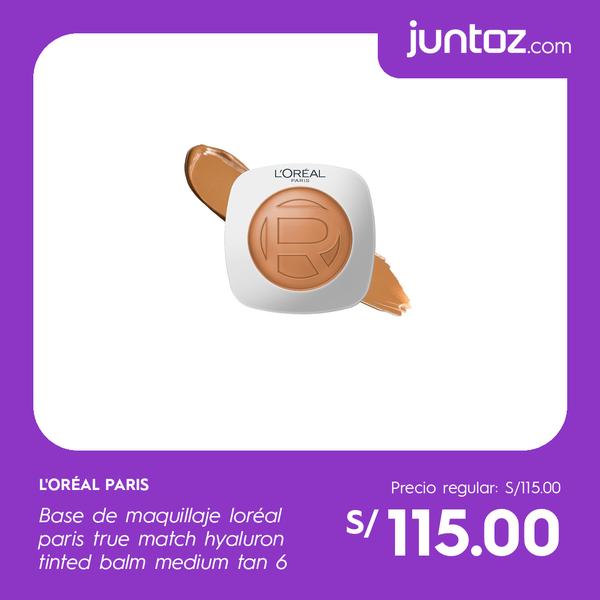 juntoz.com
L'ORÉAL
PARIS
R
L'ORÉAL PARIS
Base de maquillaje loréal
paris true match hyaluron
tinted balm medium tan 6
Precio regular: S/115.00
S/115.00